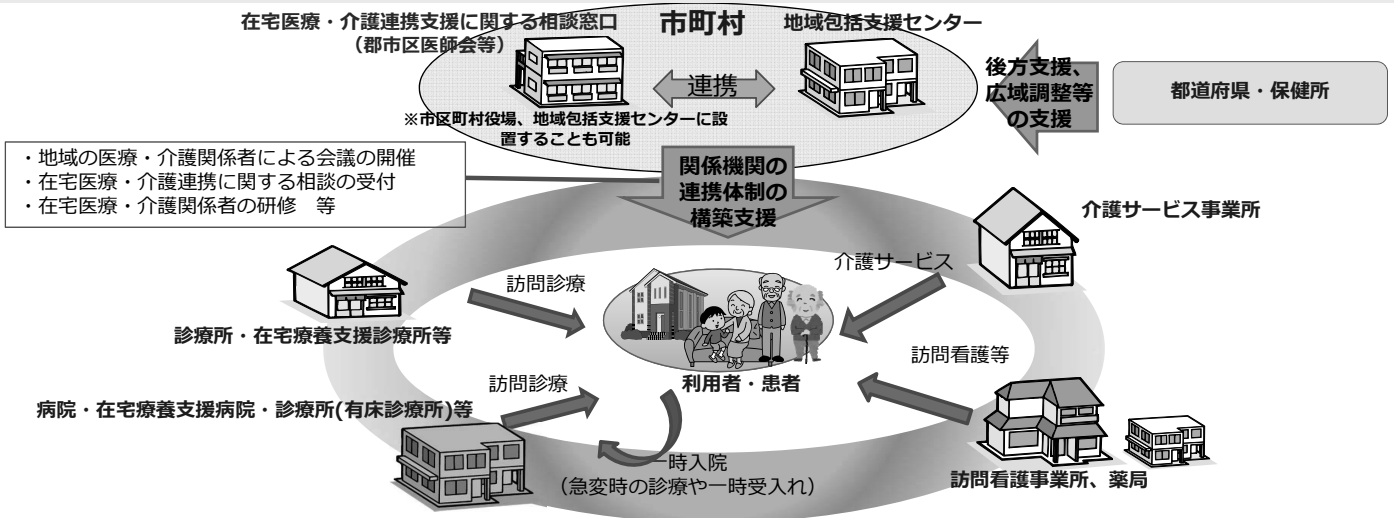 在宅医療・介護連携支援に関する相談窓口
（郡市区医師会等）
市町村
地域包括支援センター
連携
※市区町村役場、地域包括支援センターに設
置することも可能
後方支援、
広域調整等
の支援
都道府県・保健所
・地域の医療・介護関係者による会議の開催
・在宅医療・介護連携に関する相談の受付
・在宅医療・介護関係者の研修　等
関係機関の
連携体制の
構築支援
介護サービス事業所
訪問診療
介護サービス
診療所・在宅療養支援診療所等
訪問看護等
利用者・患者
訪問診療
病院・在宅療養支援病院・診療所(有床診療所)等
一時入院
（急変時の診療や一時受入れ）
訪問看護事業所、薬局